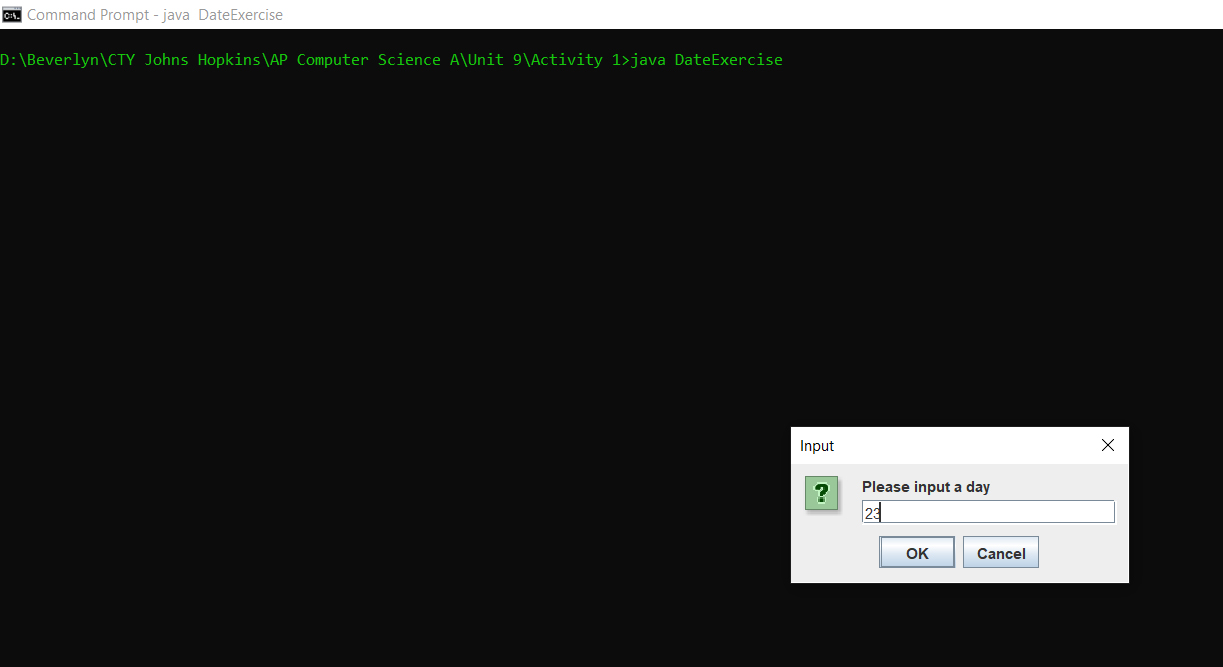 Command Prompt - java  DateExercise
D:\Beverlyn\CTY Johns Hopkins\AP Computer Science A\Unit 9\Activity 1>java DateExercise
Input
Please input a day
23
OK
Cancel